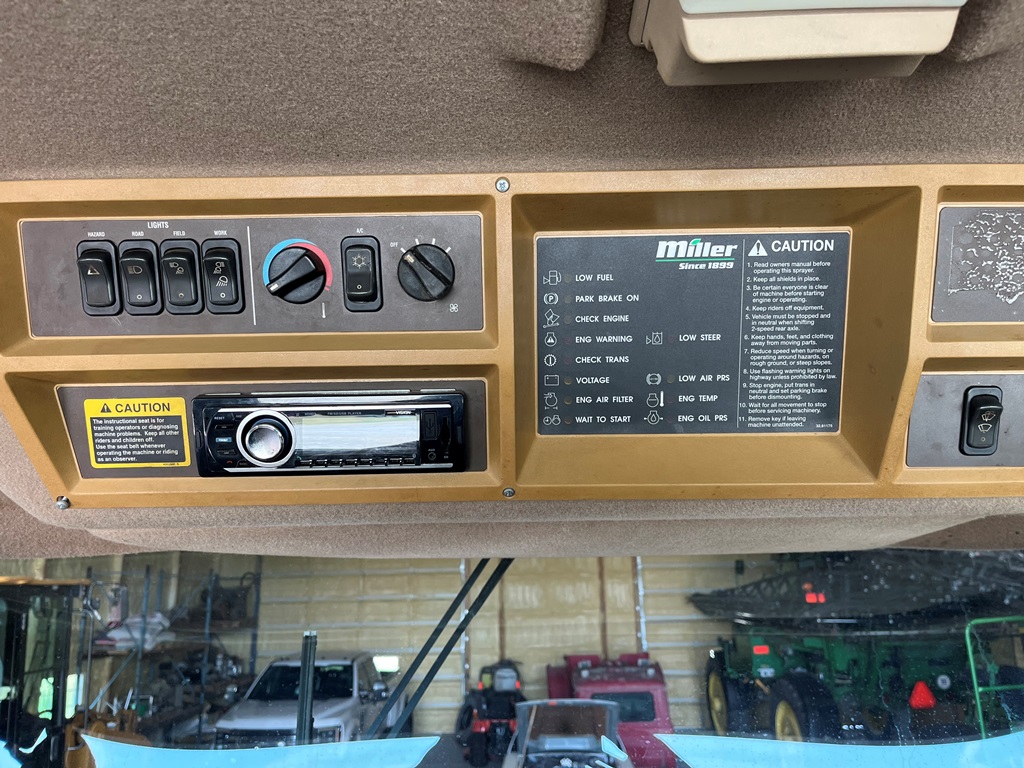 LIGHTS
HAZARD ROAD FIELD WORK
A/C
OFF
CAUTION
The instructional seat is for
training operators or diagnosing
machine problems. Keep all other
riders and children off.
Use the seat belt whenever
operating the machine or riding
as an observer.
RESET
VISION
Miller
Since 1899
LOW FUEL
PARK BRAKE ON
CHECK ENGINE
ENG WARNING
LOW STEER
CHECK TRANS
VOLTAGE
LOW AIR PRS
ENG AIR FILTER
ENG TEMP
WAIT TO START
ENG OIL PRS
CAUTION
1. Read owners manual before
operating this sprayer.
2. Keep all shields in place.
3. Be certain everyone is clear
of machine before starting
engine or operating.
4. Keep riders off equipment.
5. Vehicle must be stopped and
in neutral when shifting
2-speed rear axle.
6. Keep hands, feet, and clothing
away from moving parts.
7. Reduce speed when turning or
operating around hazards, on
rough ground, or steep slopes.
8. Use flashing warning lights on
highway unless prohibited by law.
9. Stop engine, put trans in
neutral and set parking brake
before dismounting.
10. Wait for all movement to stop
before servicing machinery.
11. Remove key if leaving
machine unattended.